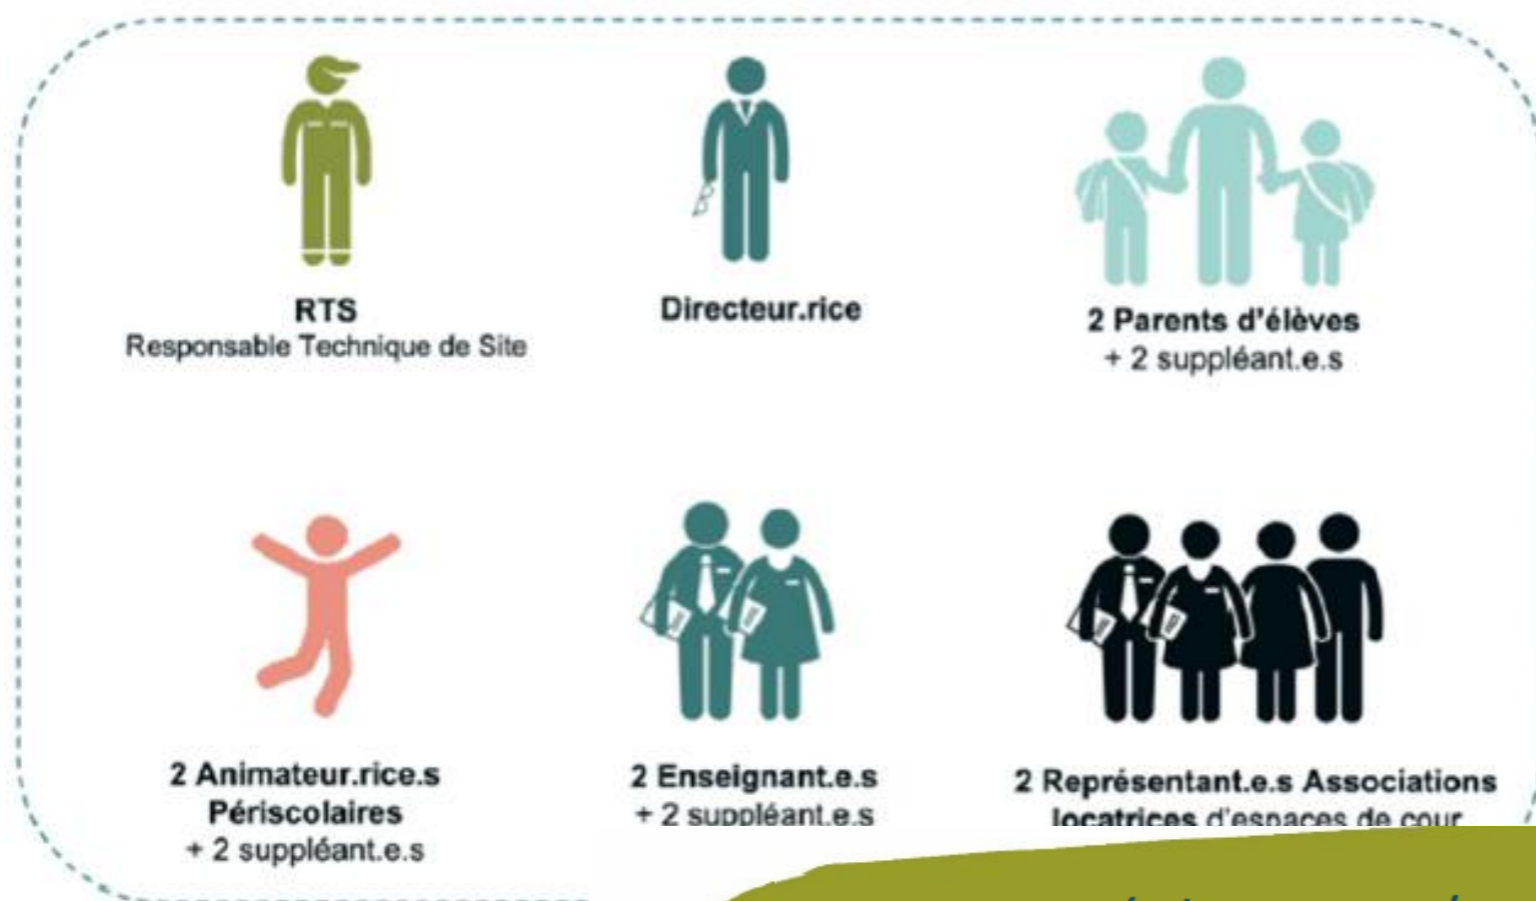 RTS
Responsable Technique de Site
Directeur.rice
2 Parents d'élèves
+ 2 suppléant.e.s
2 Animateur.rice.s
Périscolaires
+ 2 suppléant.e.s
2 Enseignant.e.s
+ 2 suppléant.e.s
2 Représentant.e.s Associations
locatrices d'espaces de cour